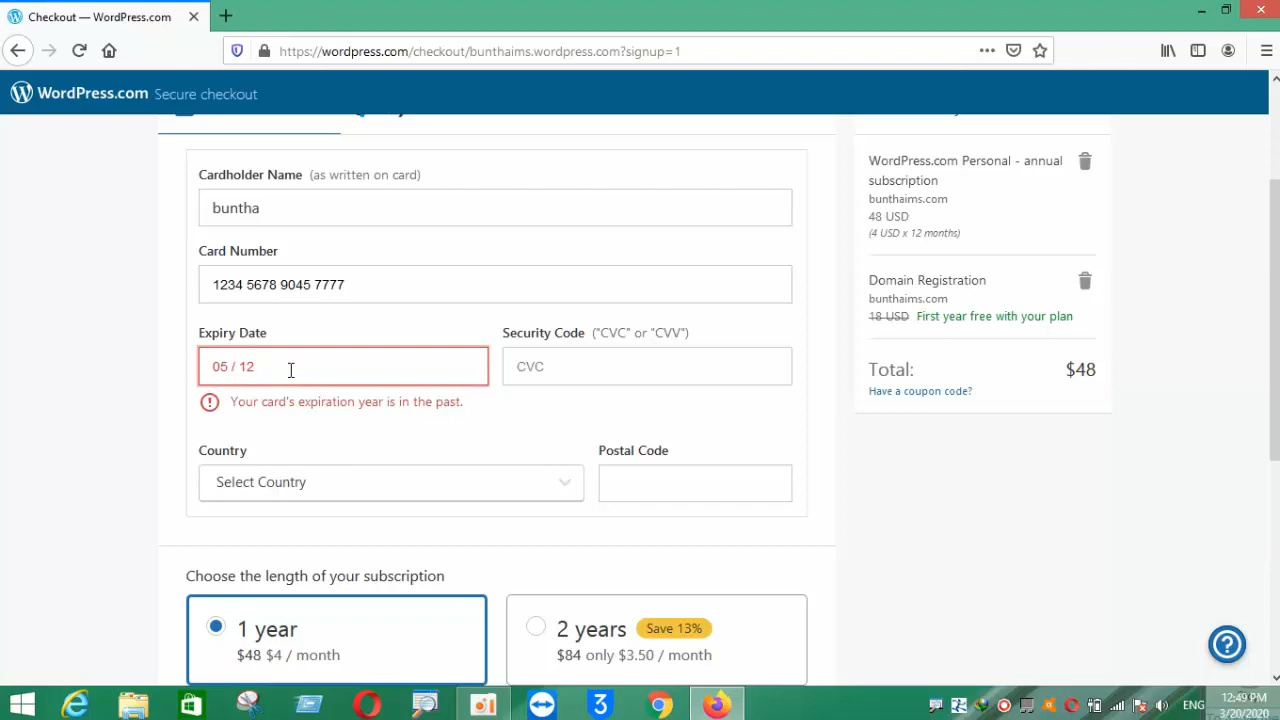 Checkout — WordPress.com
https://wordpress.com/checkout/bunthaims.wordpress.com?signup=1
WordPress.com Secure checkout
Cardholder Name (as written on card)
buntha
Card Number
1234 5678 9045 7777
Expiry Date
05 / 12
Your card's expiration year is in the past.
Security Code ("CVC" or "CVV")
CVC
Country
Select Country
Postal Code
Choose the length of your subscription
1 year
$48 $4 / month
2 years Save 13%
$84 only $3.50 / month
WordPress.com Personal - annual
subscription
bunthaims.com
48 USD
(4 USD x 12 months)
Domain Registration
bunthaims.com
18 USD First year free with your plan
Total: $48
Have a coupon code?
ENG
12:49 PM
3/20/2020